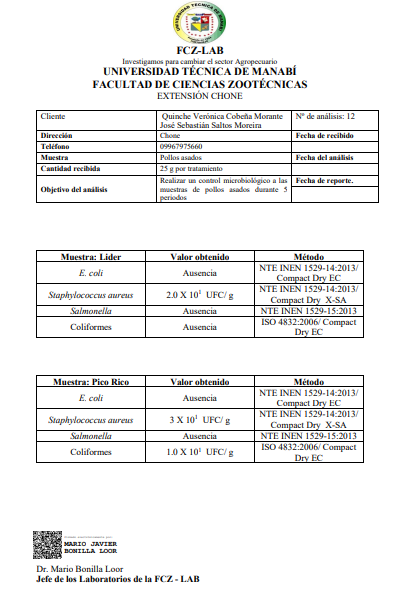 FCZ-LAB
Investigamos para cambiar el sector Agropecuario
UNIVERSIDAD TÉCNICA DE MANABÍ
FACULTAD DE CIENCIAS ZOOTÉCNICAS
EXTENSIÓN CHONE
Cliente Quinche Verónica Cobeña Morante Nº de análisis: 12
José Sebastián Saltos Moreira
Dirección Chone Fecha de recibido
Teléfono 09967975660
Muestra Pollos asados Fecha del análisis
Cantidad recibida 25 g por tratamiento
Objetivo del análisis Realizar un control microbiológico a las Fecha de reporte.
muestras de pollos asados durante 5
periodos
Muestra: Lider Valor obtenido Método
E. coli Ausencia NTE INEN 1529-14:2013/
Compact Dry EC
Staphylococcus aureus 2.0 X 10¹ UFC/ g NTE INEN 1529-14:2013/
Compact Dry X-SA
Salmonella Ausencia NTE INEN 1529-15:2013
Coliformes Ausencia ISO 4832:2006/ Compact
Dry EC
Muestra: Pico Rico Valor obtenido Método
E. coli Ausencia NTE INEN 1529-14:2013/
Compact Dry EC
Staphylococcus aureus 3 X 10¹ UFC/ g NTE INEN 1529-14:2013/
Compact Dry X-SA
Salmonella Ausencia NTE INEN 1529-15:2013
Coliformes 1.0 X 10¹ UFC/ g ISO 4832:2006/ Compact
Dry EC
MARIO JAVIER
BONILLA LOOR
Dr. Mario Bonilla Loor
Jefe de los Laboratorios de la FCZ - LAB